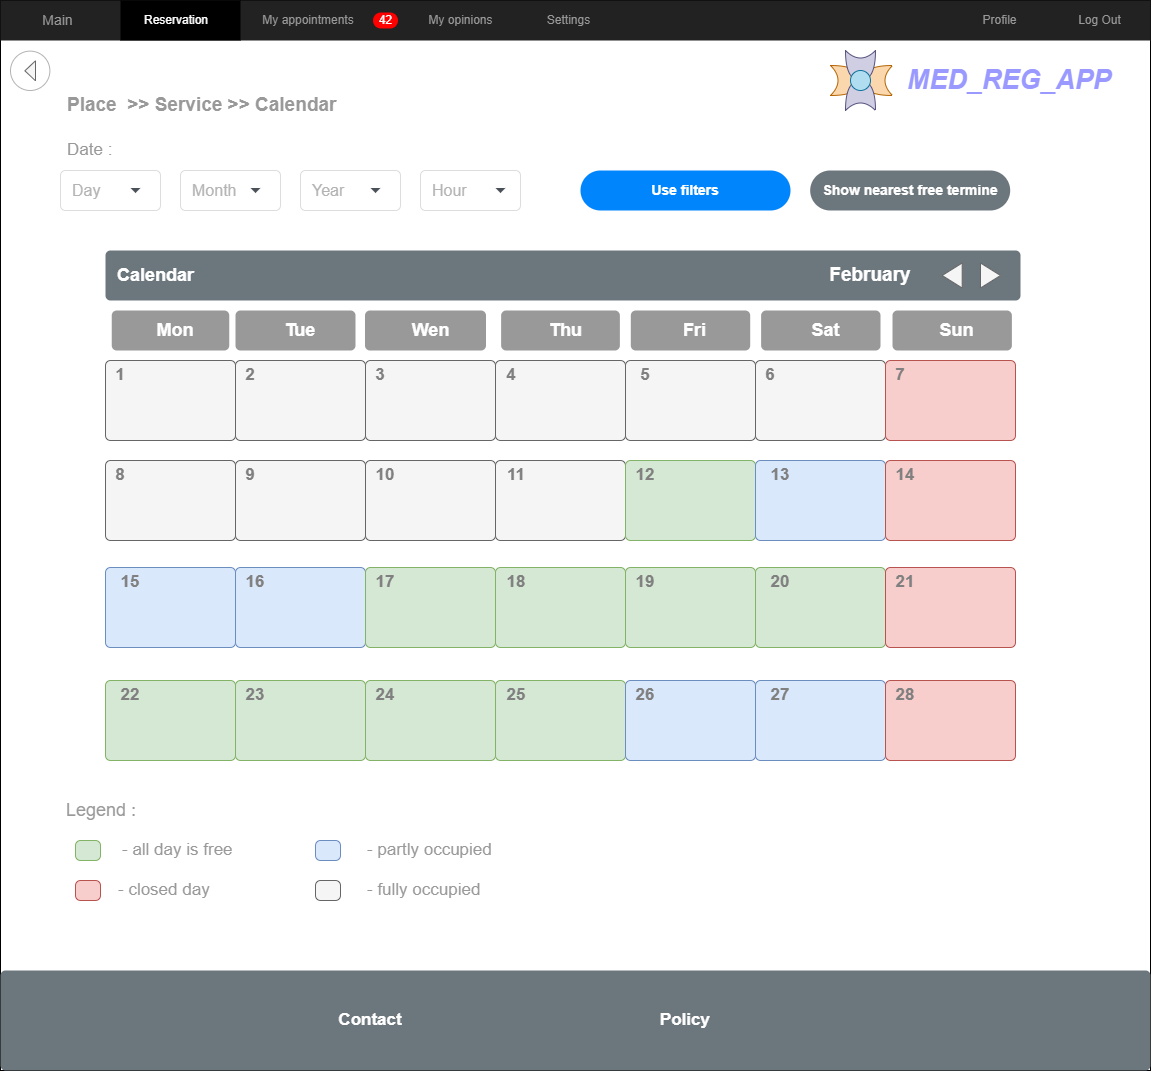 Main Reservation My appointments 42 My opinions Settings Profile Log Out
MED_REG_APP
Place >> Service >> Calendar
Date :
Day Month Year Hour Use filters Show nearest free termine
Calendar February
Mon Tue Wen Thu Fri Sat Sun
1 2 3 4 5 6 7
8 9 10 11 12 13 14
15 16 17 18 19 20 21
22 23 24 25 26 27 28
Legend :
- all day is free - partly occupied
- closed day - fully occupied
Contact Policy